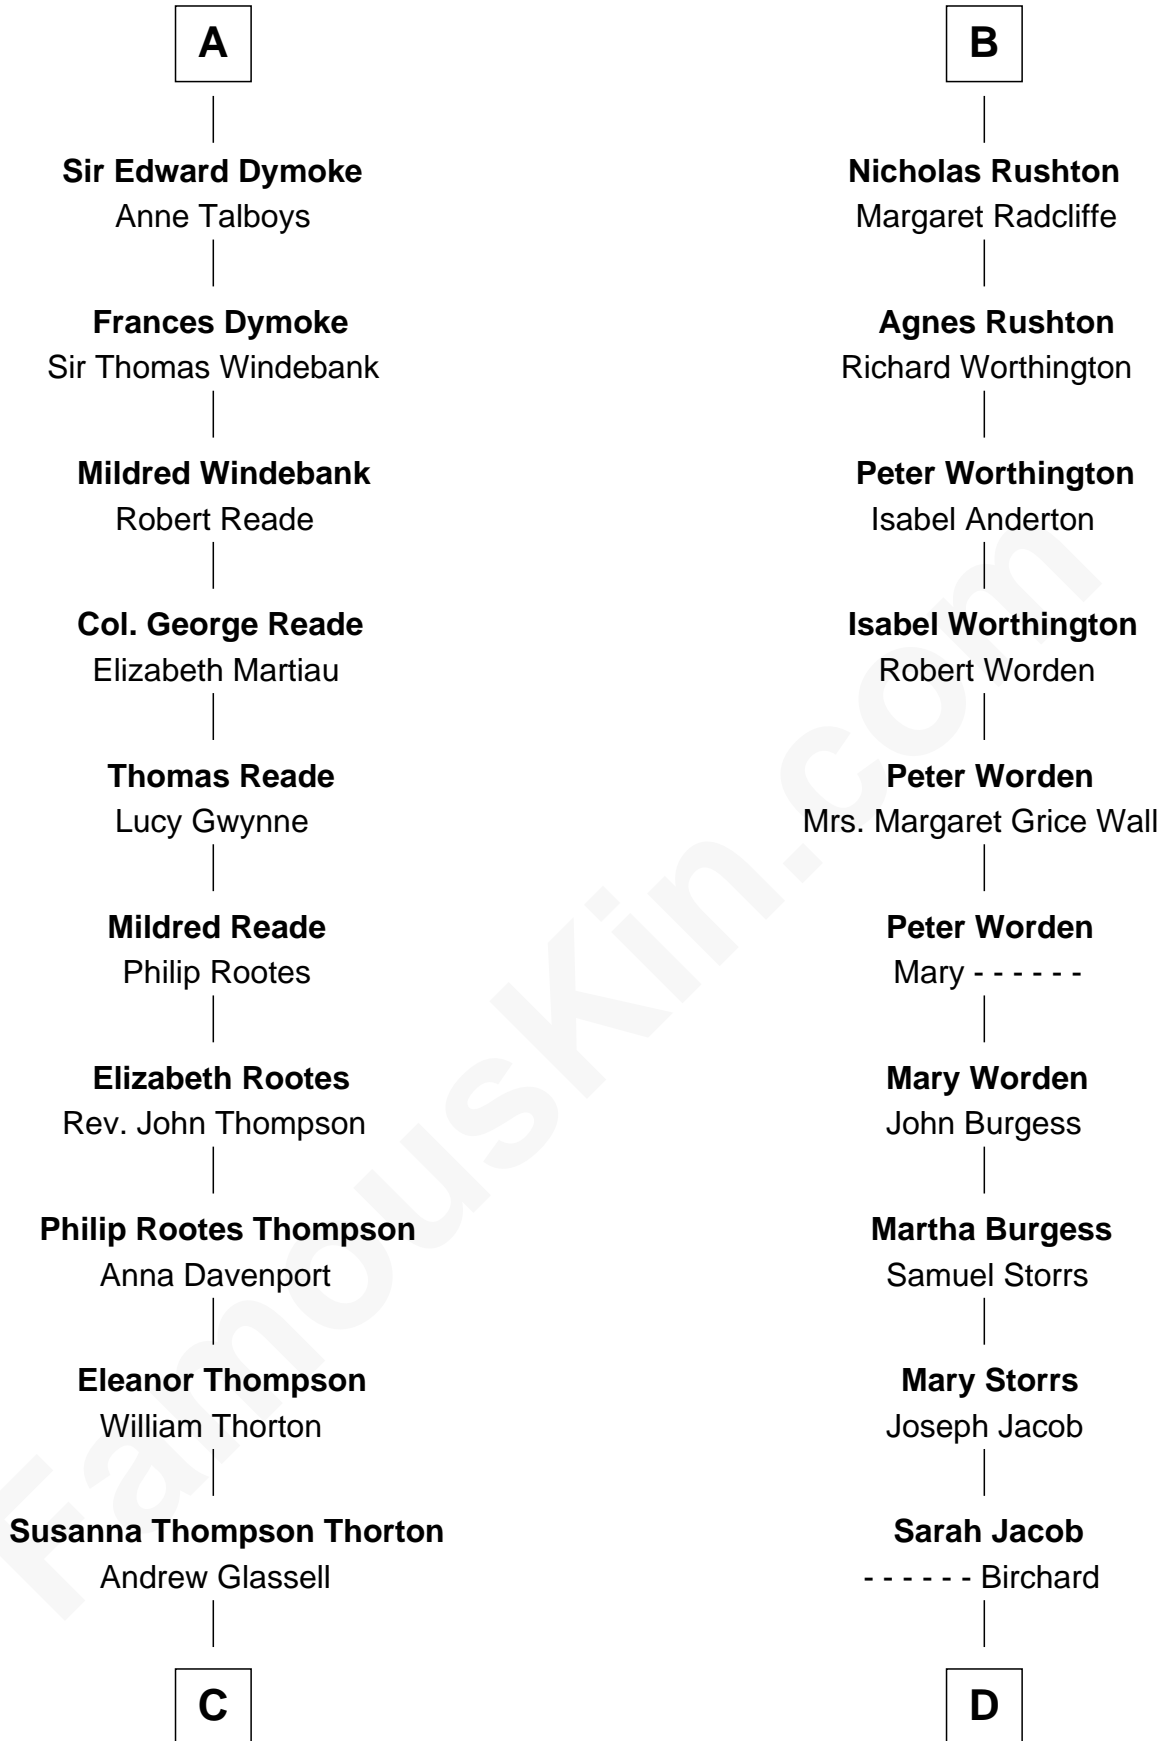 A
Sir Edward Dymoke
Anne Talboys
Frances Dymoke
Sir Thomas Windebank
Mildred Windebank
Robert Reade
Col. George Reade
Elizabeth Martiau
Thomas Reade
Lucy Gwynne
Mildred Reade
Philip Rootes
Elizabeth Rootes
Rev. John Thompson
Philip Rootes Thompson
Anna Davenport
Eleanor Thompson
William Thorton
Susanna Thompson Thorton
Andrew Glassell
C
B
Nicholas Rushton
Margaret Radcliffe
Agnes Rushton
Richard Worthington
Peter Worthington
Isabel Anderton
Isabel Worthington
Robert Worden
Peter Worden
Mrs. Margaret Grice Wall
Peter Worden
Mary - - - - - -
Mary Worden
John Burgess
Martha Burgess
Samuel Storrs
Mary Storrs
Joseph Jacob
Sarah Jacob
- - - - - - Birchard
D
FamousKin.com